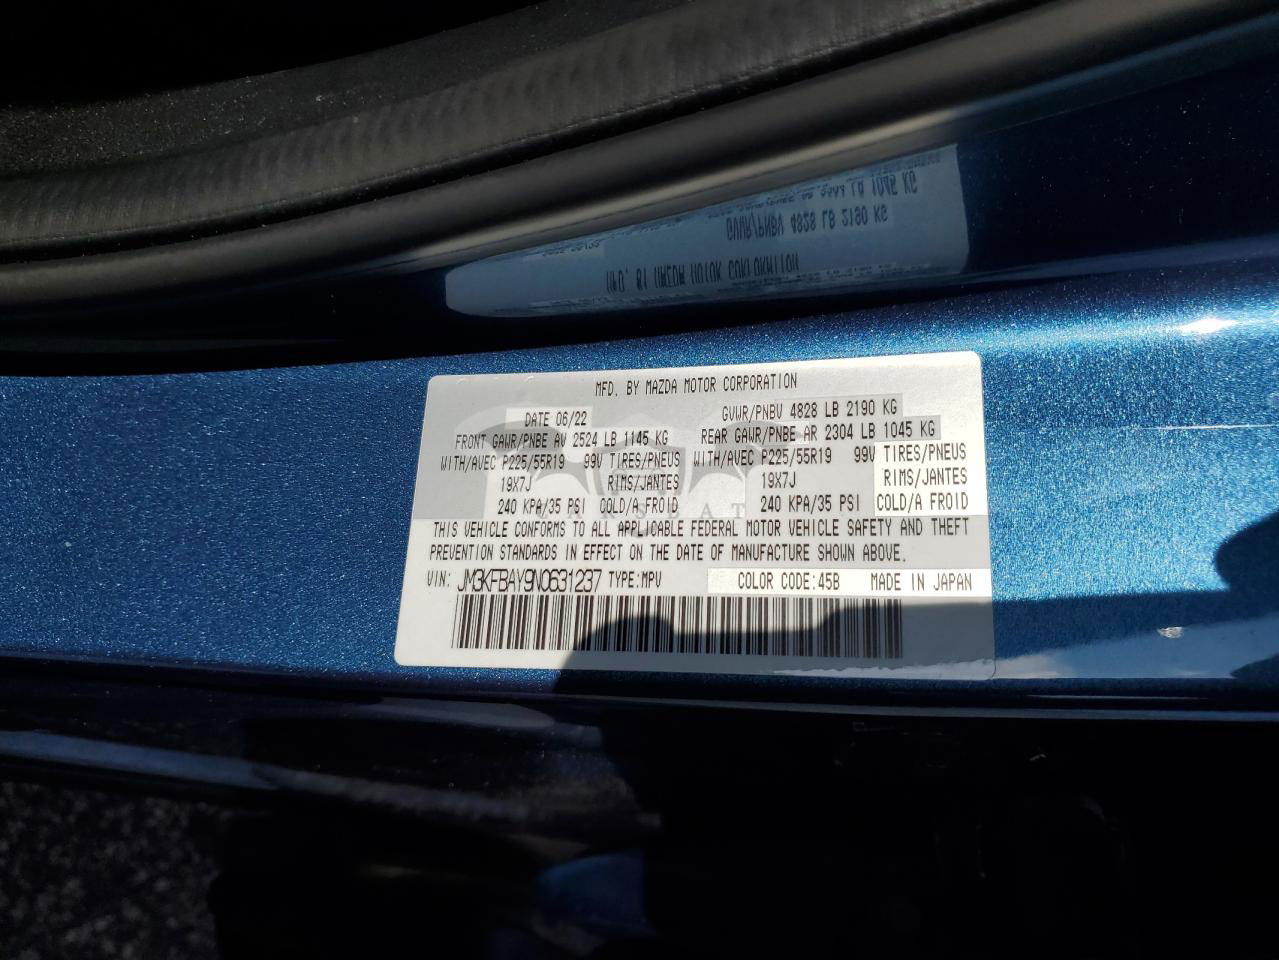 MFD. BY MAZDA MOTOR CORPORATION
DATE 06/22 GVWR/PNBV 4828 LB 2190 KG
FRONT GAWR/PNBE AV 2524 LB 1145 KG REAR GAWR/PNBE AR 2304 LB 1045 KG
WITH/AVEC P225/55R19 99V TIRES/PNEUS WITH/AVEC P225/55R19 99V TIRES/PNEUS
19X7J RIMS/JANTES 19X7J RIMS/JANTES
240 KPA/35 PSI COLD/A FROID 240 KPA/35 PSI COLD/A FROID
THIS VEHICLE CONFORMS TO ALL APPLICABLE FEDERAL MOTOR VEHICLE SAFETY AND THEFT
PREVENTION STANDARDS IN EFFECT ON THE DATE OF MANUFACTURE SHOWN ABOVE.
VIN: JM3KFBAY9N0631237 TYPE:MPV COLOR CODE:45B MADE IN JAPAN